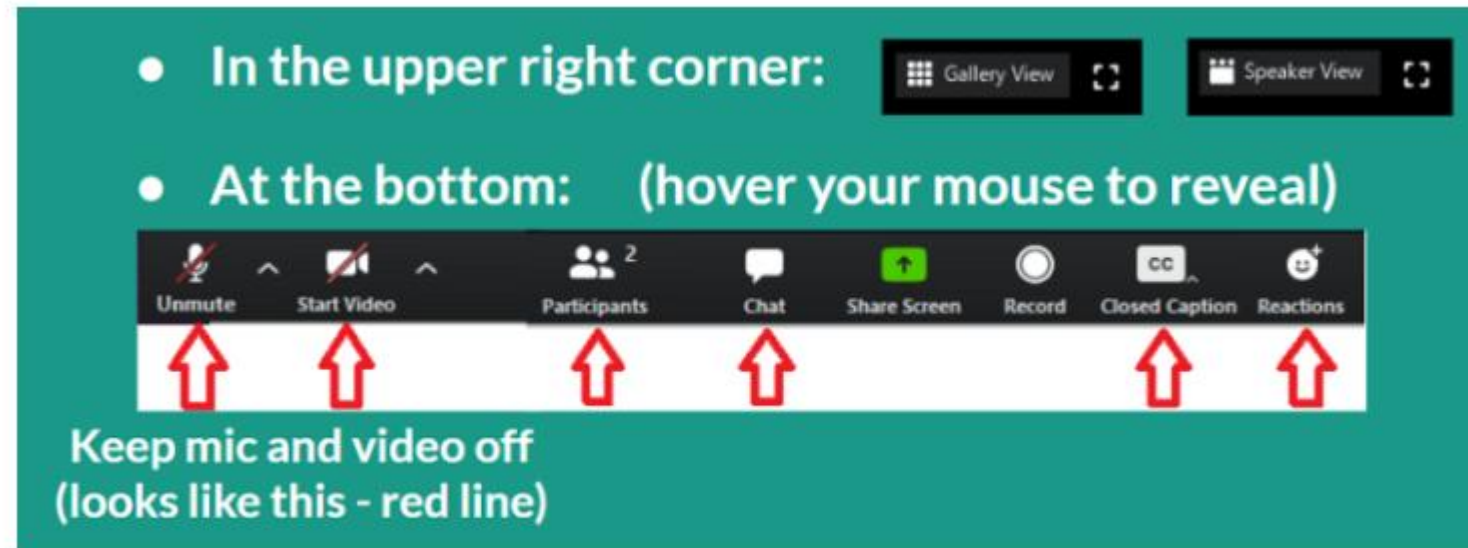 ● In the upper right corner: Gallery View Speaker View
● At the bottom: (hover your mouse to reveal)
2
CC
Unmute Start Video Participants Chat Share Screen Record Closed Caption Reactions
Keep mic and video off
(looks like this - red line)